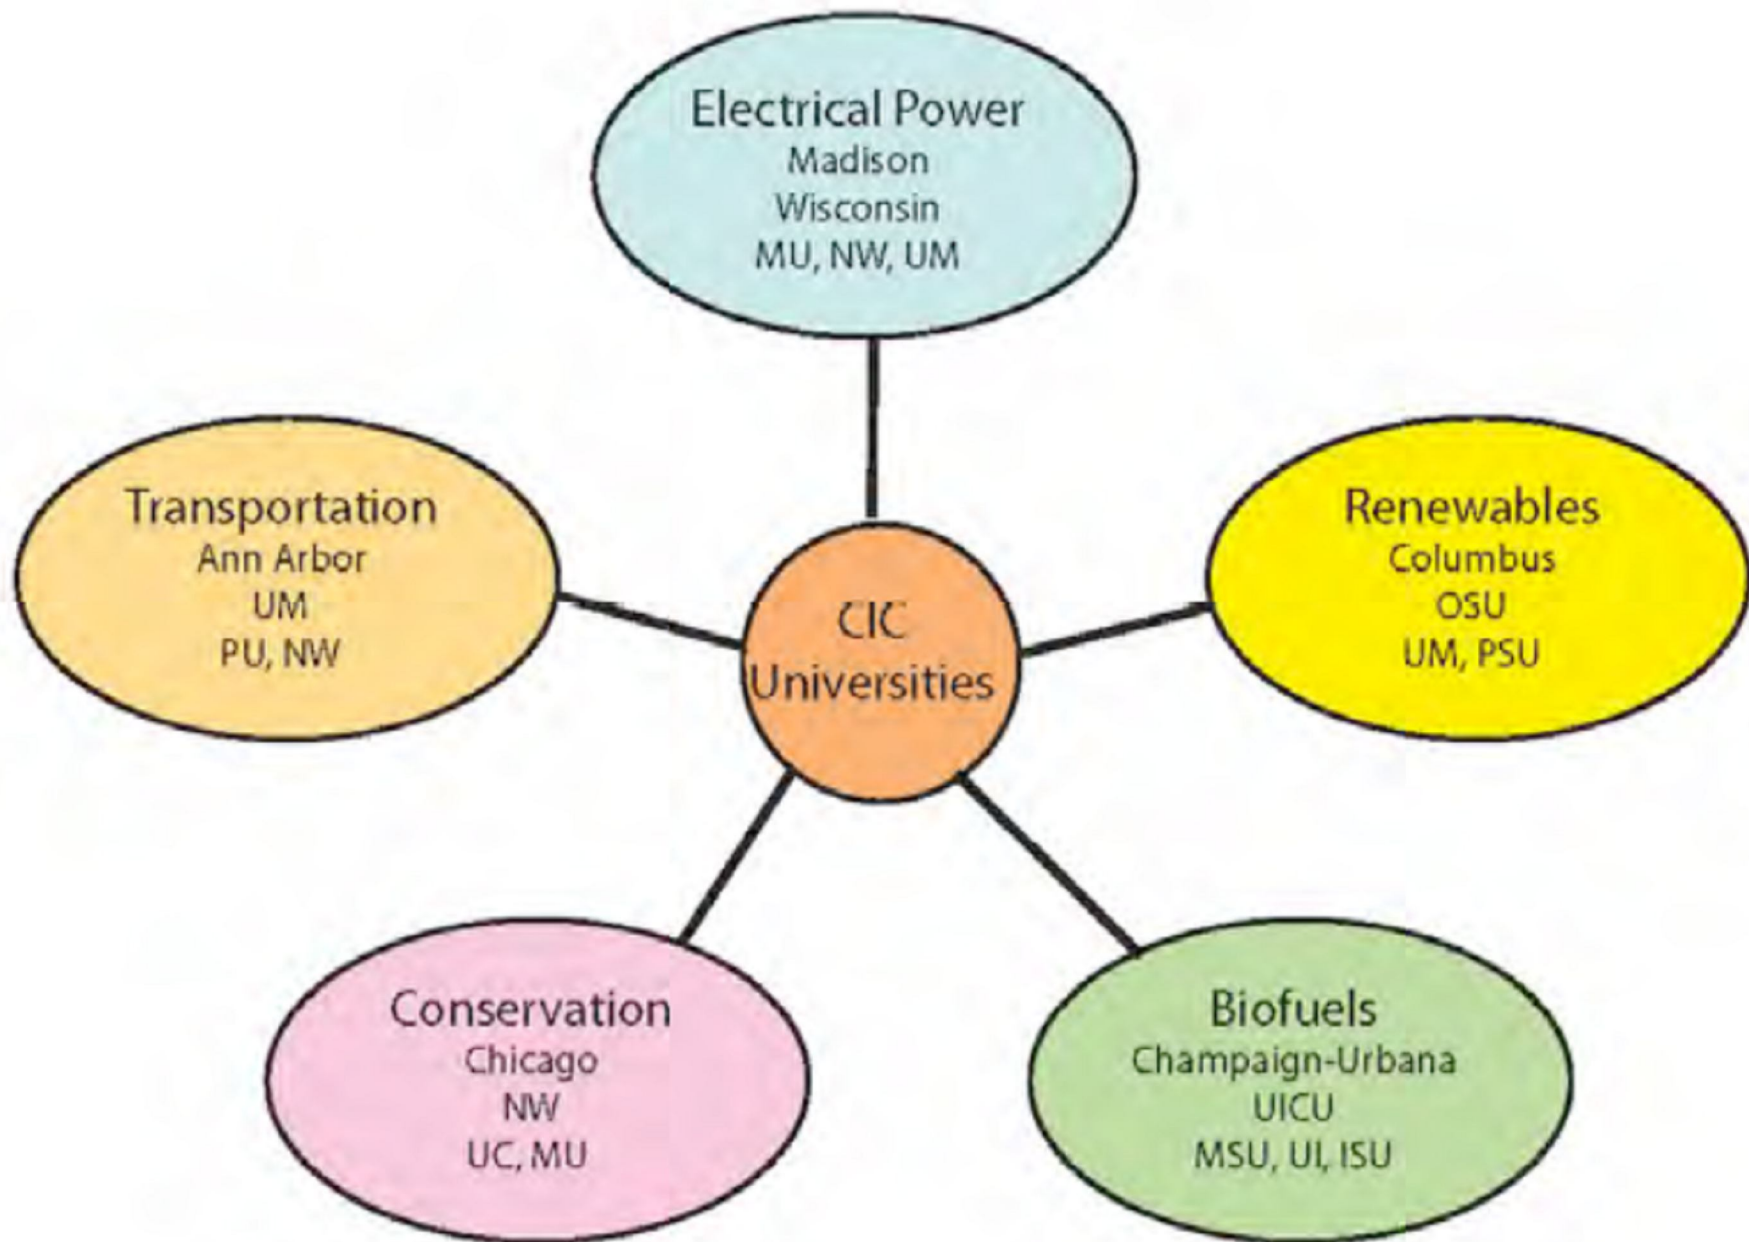 Electrical Power
Madison
Wisconsin
MU, NW, UM
Transportation
Ann Arbor
UM
PU, NW
CIC
Universities
Renewables
Columbus
OSU
UM, PSU
Conservation
Chicago
NW
UC, MU
Biofuels
Champaign-Urbana
UICU
MSU, UI, ISU